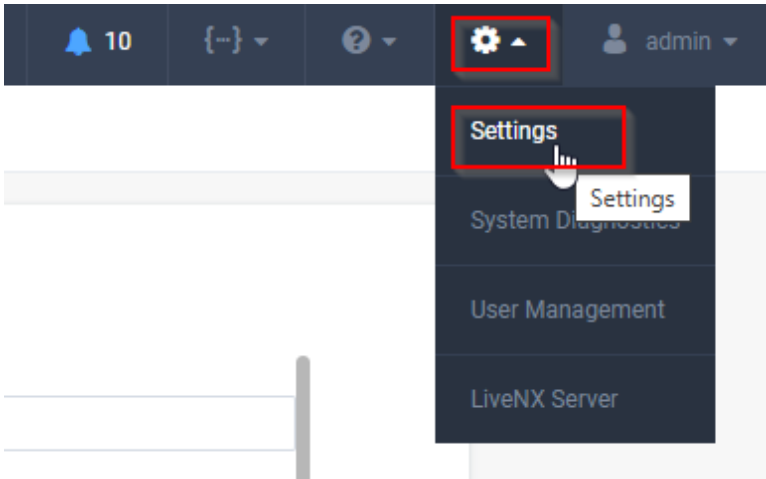 10 {···} admin
Settings
Settings
System Diagnostics
User Management
LiveNX Server